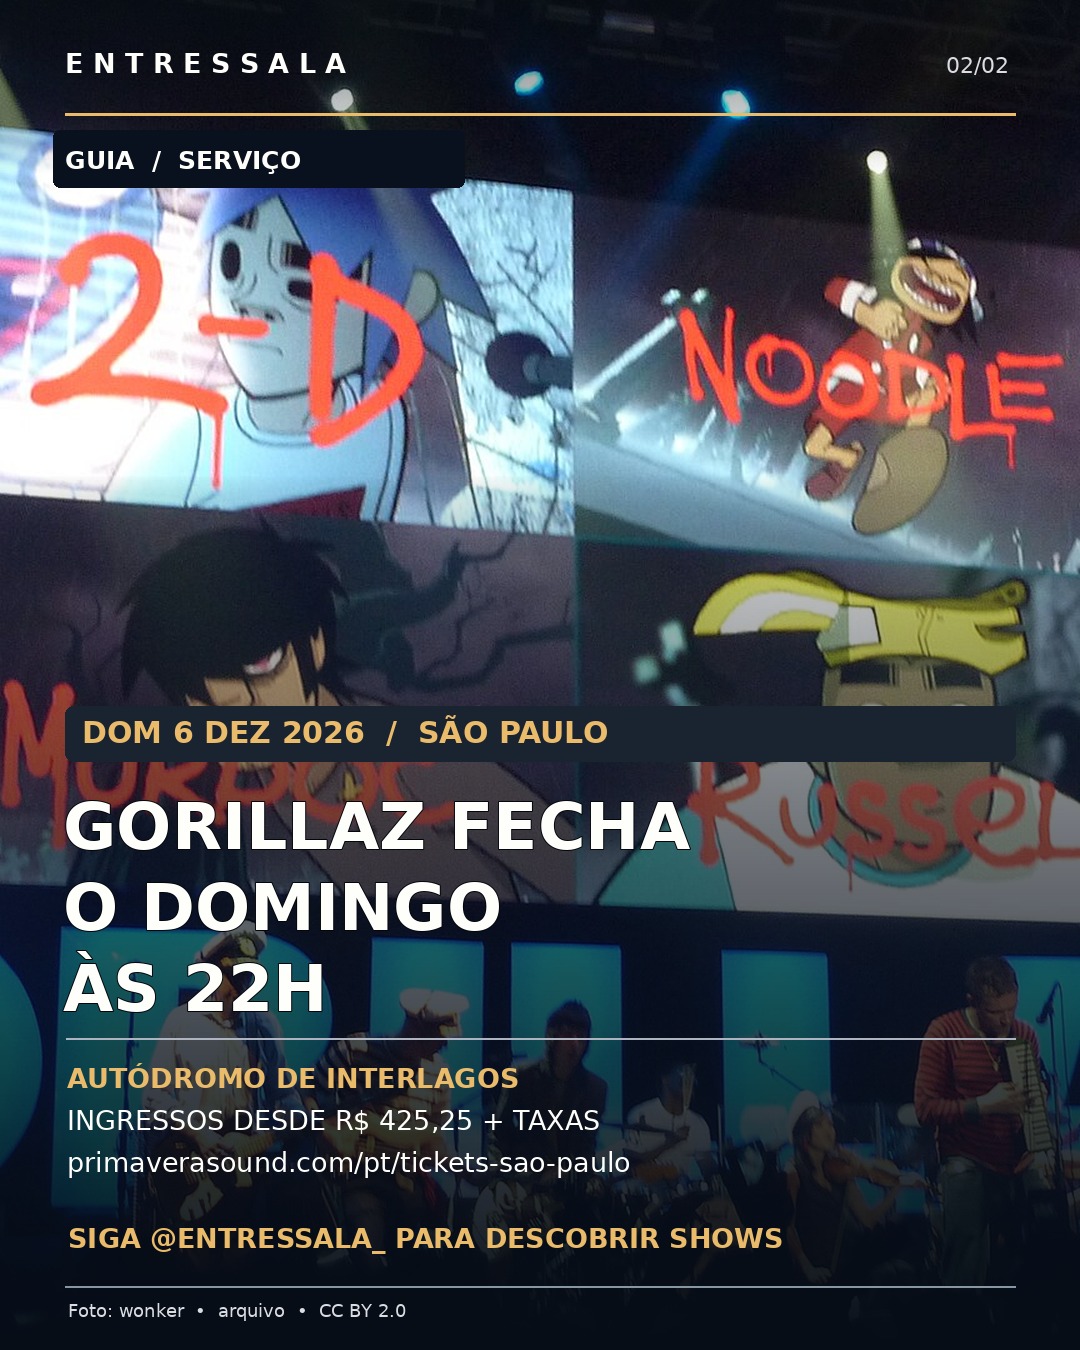 ENTRESSALA
02/02
GUIA / SERVIÇO
2-D
NOODLE
DOM 6 DEZ 2026 / SÃO PAULO
MURDOC
RUSSEL
GORILLAZ FECHA
O DOMINGO
ÀS 22H
AUTÓDROMO DE INTERLAGOS
INGRESSOS DESDE R$ 425,25 + TAXAS
primaverasound.com/pt/tickets-sao-paulo
SIGA @ENTRESSALA_ PARA DESCOBRIR SHOWS
Foto: wonker • arquivo • CC BY 2.0